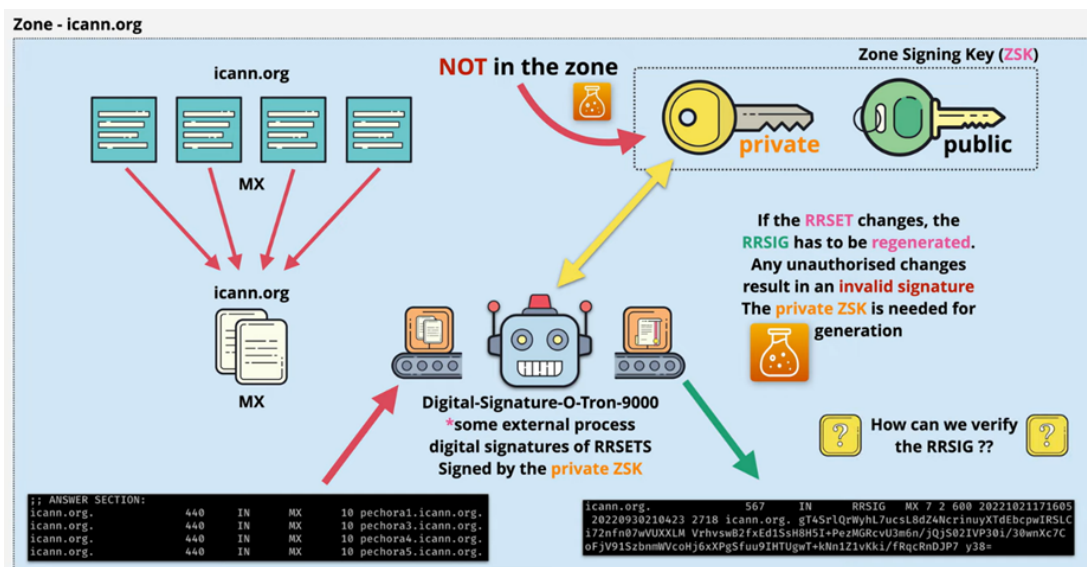 Zone - icann.org
icann.org
MX
icann.org
MX
NOT in the zone
Zone Signing Key (ZSK)
private
public
If the RRSET changes, the
RRSIG has to be regenerated.
Any unauthorised changes
result in an invalid signature
The private ZSK is needed for
generation
Digital-Signature-O-Tron-9000
*some external process
digital signatures of RRSETS
Signed by the private ZSK
? How can we verify ?
the RRSIG ??
;; ANSWER SECTION:
icann.org. 440 IN MX 10 pechora1.icann.org.
icann.org. 440 IN MX 10 pechora3.icann.org.
icann.org. 440 IN MX 10 pechora4.icann.org.
icann.org. 440 IN MX 10 pechora5.icann.org.
icann.org. 567 IN RRSIG MX 7 2 600 20221021171605
20220930210423 2718 icann.org. gT4SrlQrWyhL7ucsL8dZ4NcrinuyXTdEbcpwIRSLC
i72nfn07wVUXXLM VrhvswB2fxEd1SsH8H5I+PezMGRcvU3m6n/jQjS02IVP30i/30wnXc7C
oFjV91SzbnmWVcoHj6xXPgSfuu9IHTUgwT+kNn1Z1vKki/fRqcRnDJP7 y38=